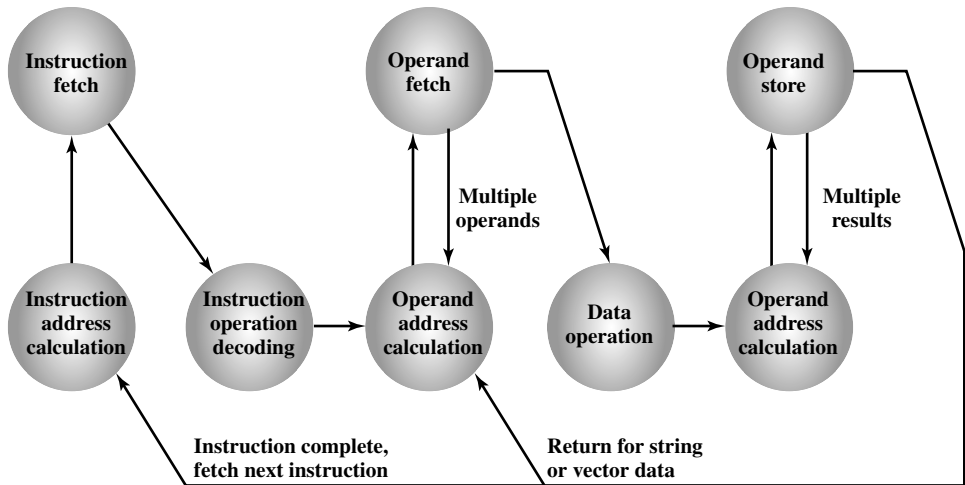 Instruction
fetch
Operand
fetch
Operand
store
Multiple
operands
Multiple
results
Instruction
address
calculation
Instruction
operation
decoding
Operand
address
calculation
Data
operation
Operand
address
calculation
Instruction complete,
fetch next instruction
Return for string
or vector data